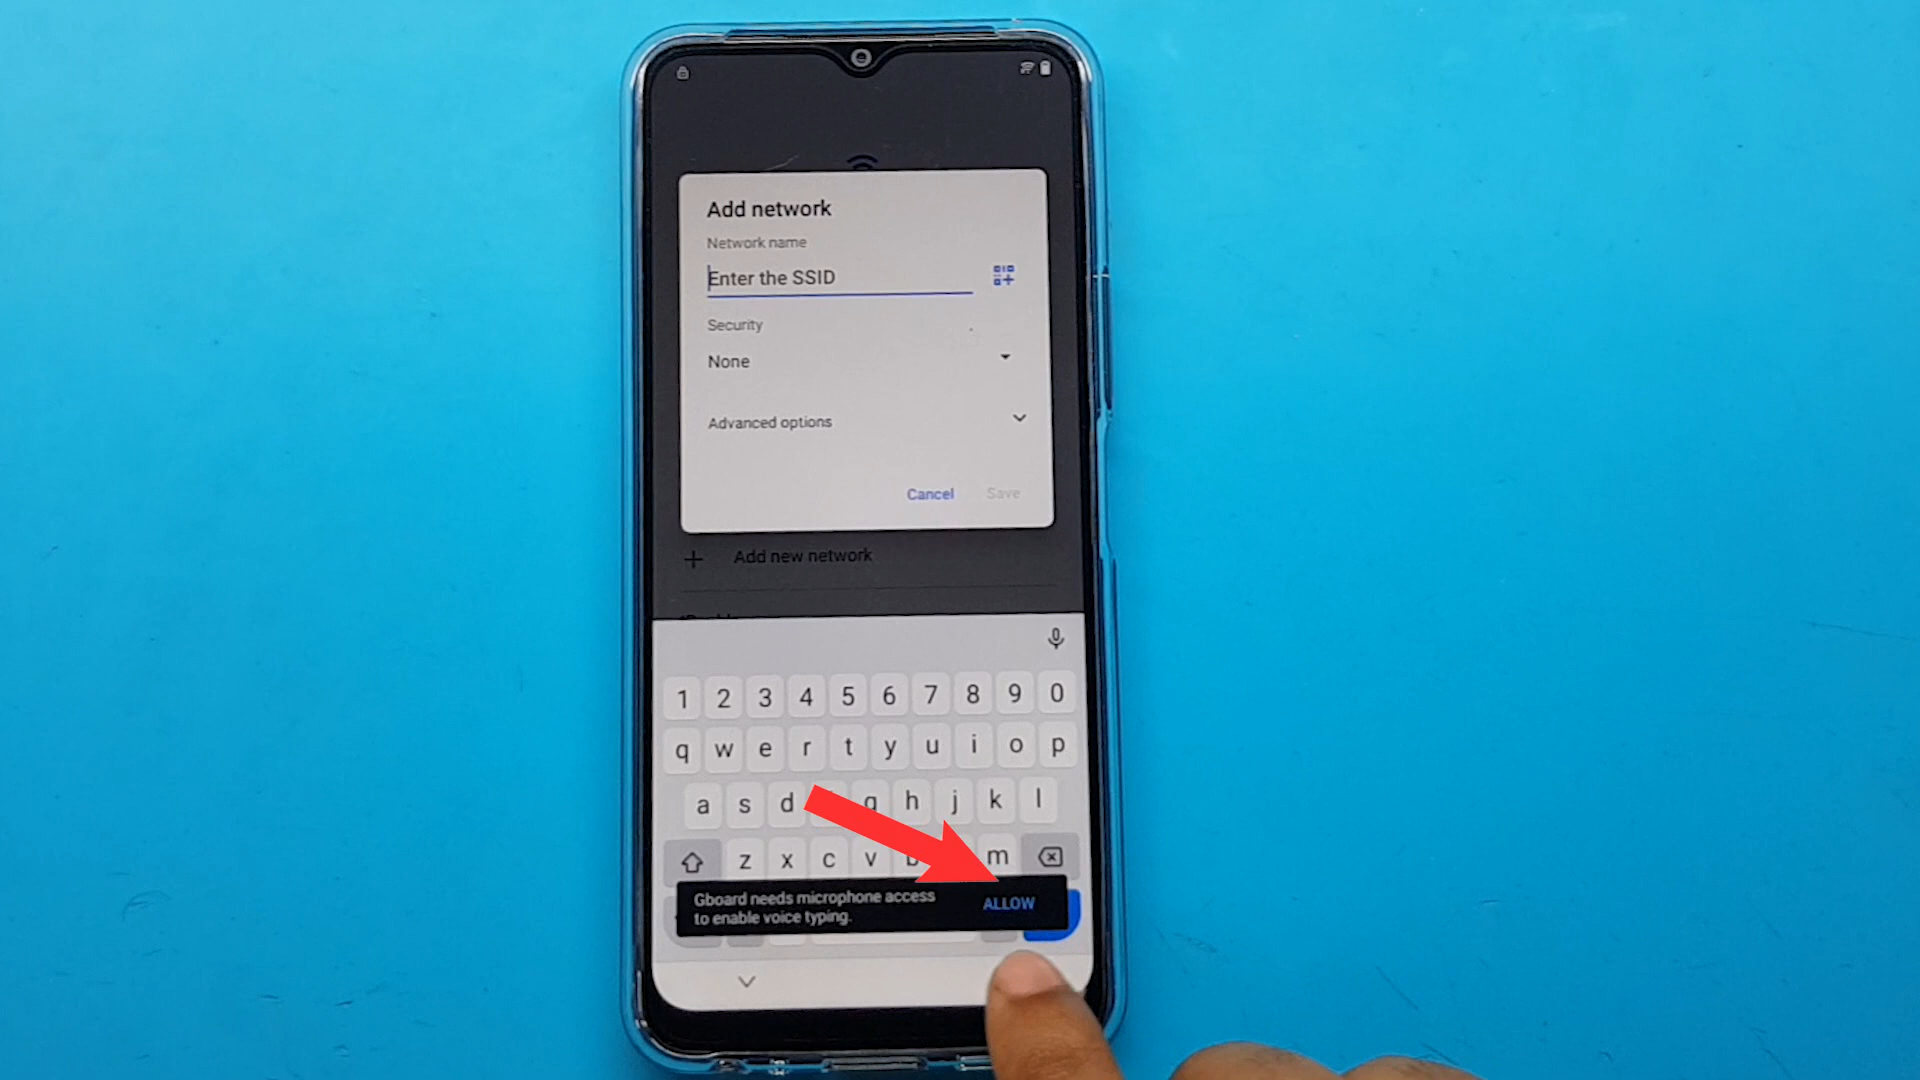 Add network
Network name
Enter the SSID
Security
None
Advanced options
Cancel Save
Add new network
1 2 3 4 5 6 7 8 9 0
q w e r t y u i o p
a s d g h j k l
z x c v b m
Gboard needs microphone access ALLOW
to enable voice typing.